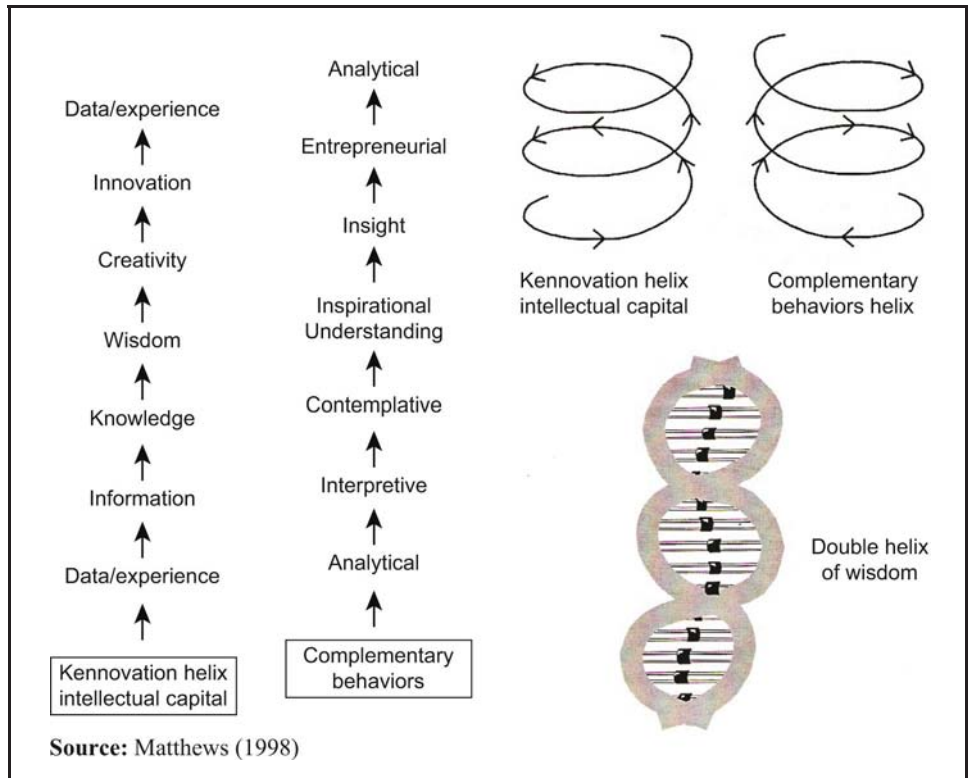 Data/experience
Innovation
Creativity
Wisdom
Knowledge
Information
Data/experience
Kennovation helix
intellectual capital
Analytical
Entrepreneurial
Insight
Inspirational
Understanding
Contemplative
Interpretive
Analytical
Complementary
behaviors
Kennovation helix
intellectual capital
Complementary
behaviors helix
Double helix
of wisdom
Source: Matthews (1998)